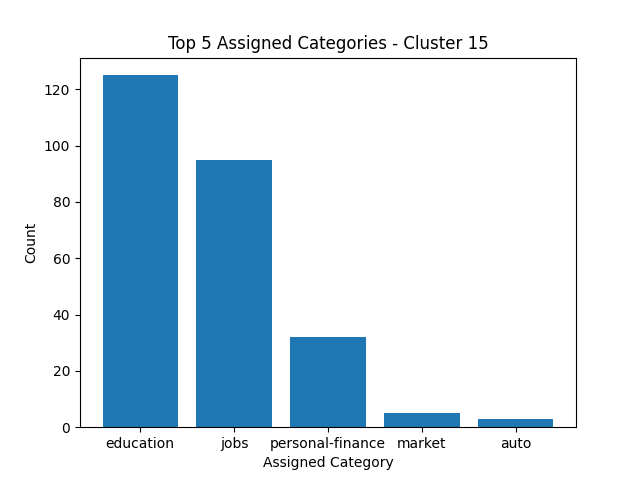 Top 5 Assigned Categories - Cluster 15
120
100
80
60
40
20
0
Count
education jobs personal-finance market auto
Assigned Category